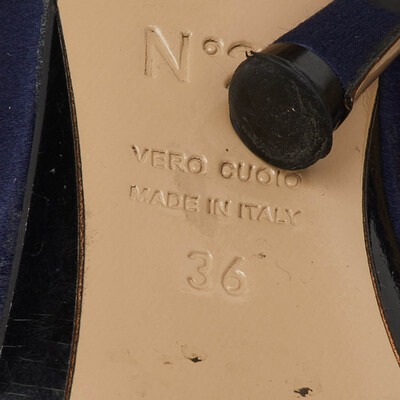 N°
VERO CUOIO
MADE IN ITALY
36